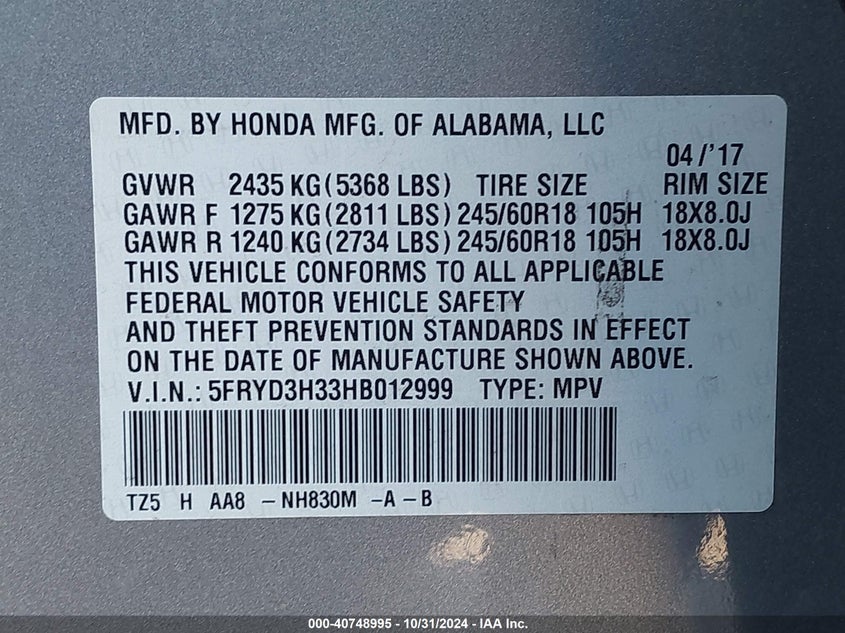 MFD. BY HONDA MFG. OF ALABAMA, LLC
04/'17
GVWR 2435 KG (5368 LBS) TIRE SIZE RIM SIZE
GAWR F 1275 KG (2811 LBS) 245/60R18 105H 18X8.0J
GAWR R 1240 KG (2734 LBS) 245/60R18 105H 18X8.0J
THIS VEHICLE CONFORMS TO ALL APPLICABLE
FEDERAL MOTOR VEHICLE SAFETY
AND THEFT PREVENTION STANDARDS IN EFFECT
ON THE DATE OF MANUFACTURE SHOWN ABOVE.
V.I.N.: 5FRYD3H33HB012999 TYPE: MPV
TZ5 H AA8 -NH830M -A-B
000-40748995 - 10/31/2024 - IAA Inc.